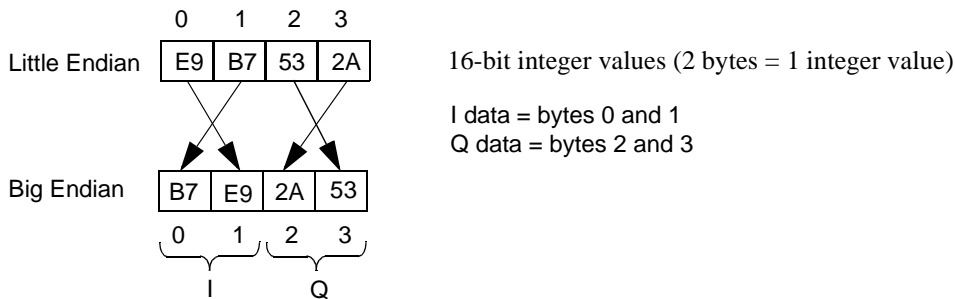 0 1 2 3
Little Endian E9 B7 53 2A
16-bit integer values (2 bytes = 1 integer value)
I data = bytes 0 and 1
Q data = bytes 2 and 3
Big Endian B7 E9 2A 53
0 1 2 3
I Q